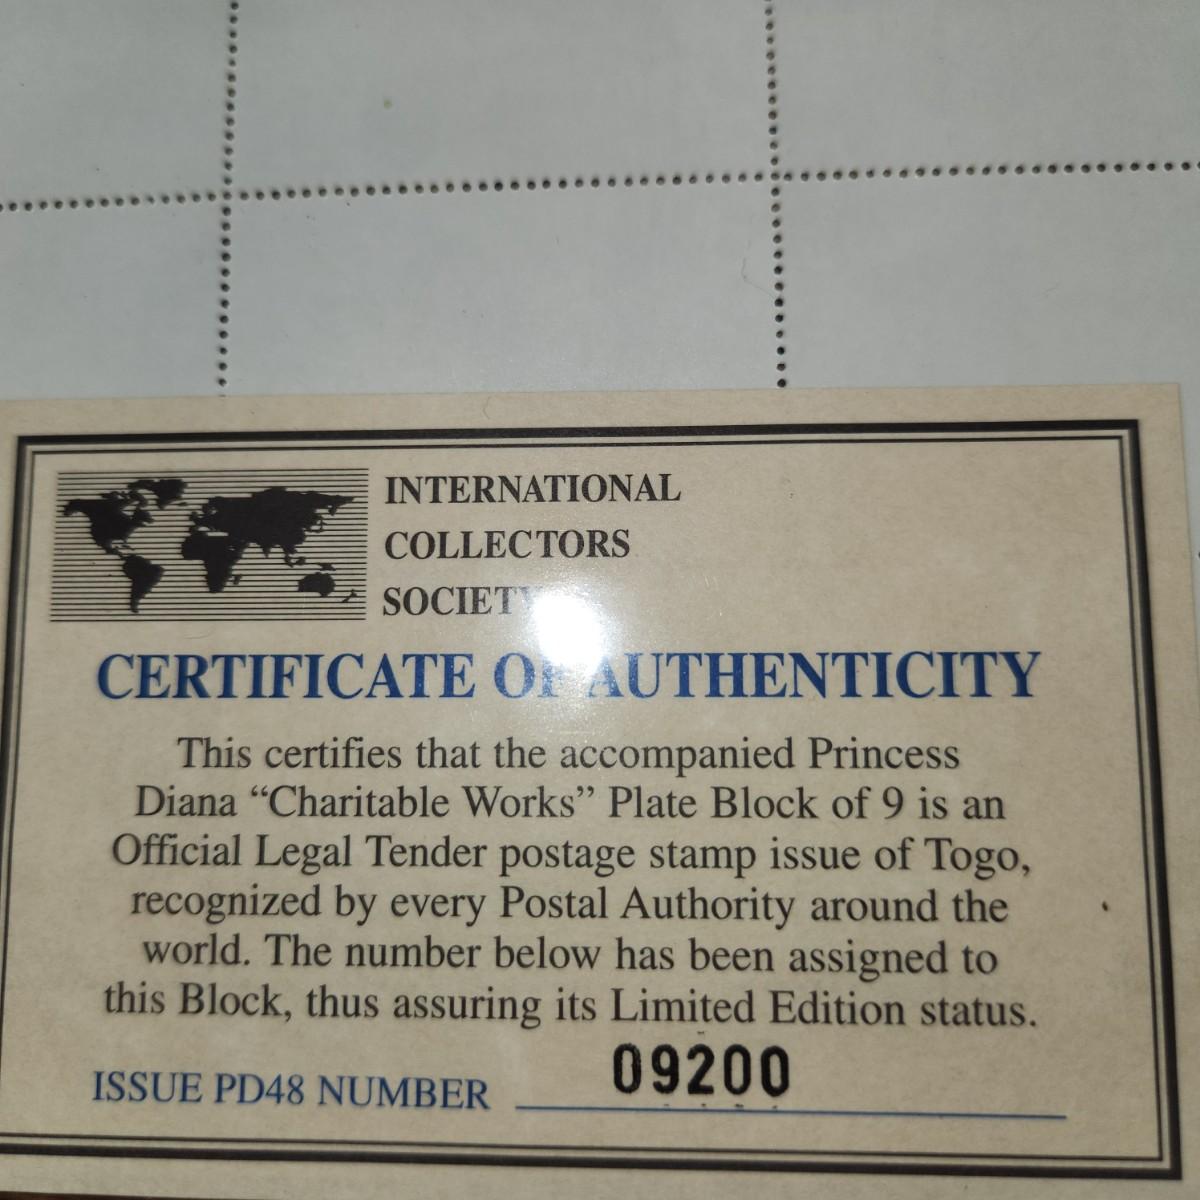 INTERNATIONAL
COLLECTORS
SOCIETY
CERTIFICATE OF AUTHENTICITY
This certifies that the accompanied Princess
Diana “Charitable Works” Plate Block of 9 is an
Official Legal Tender postage stamp issue of Togo,
recognized by every Postal Authority around the
world. The number below has been assigned to
this Block, thus assuring its Limited Edition status.
ISSUE PD48 NUMBER 09200